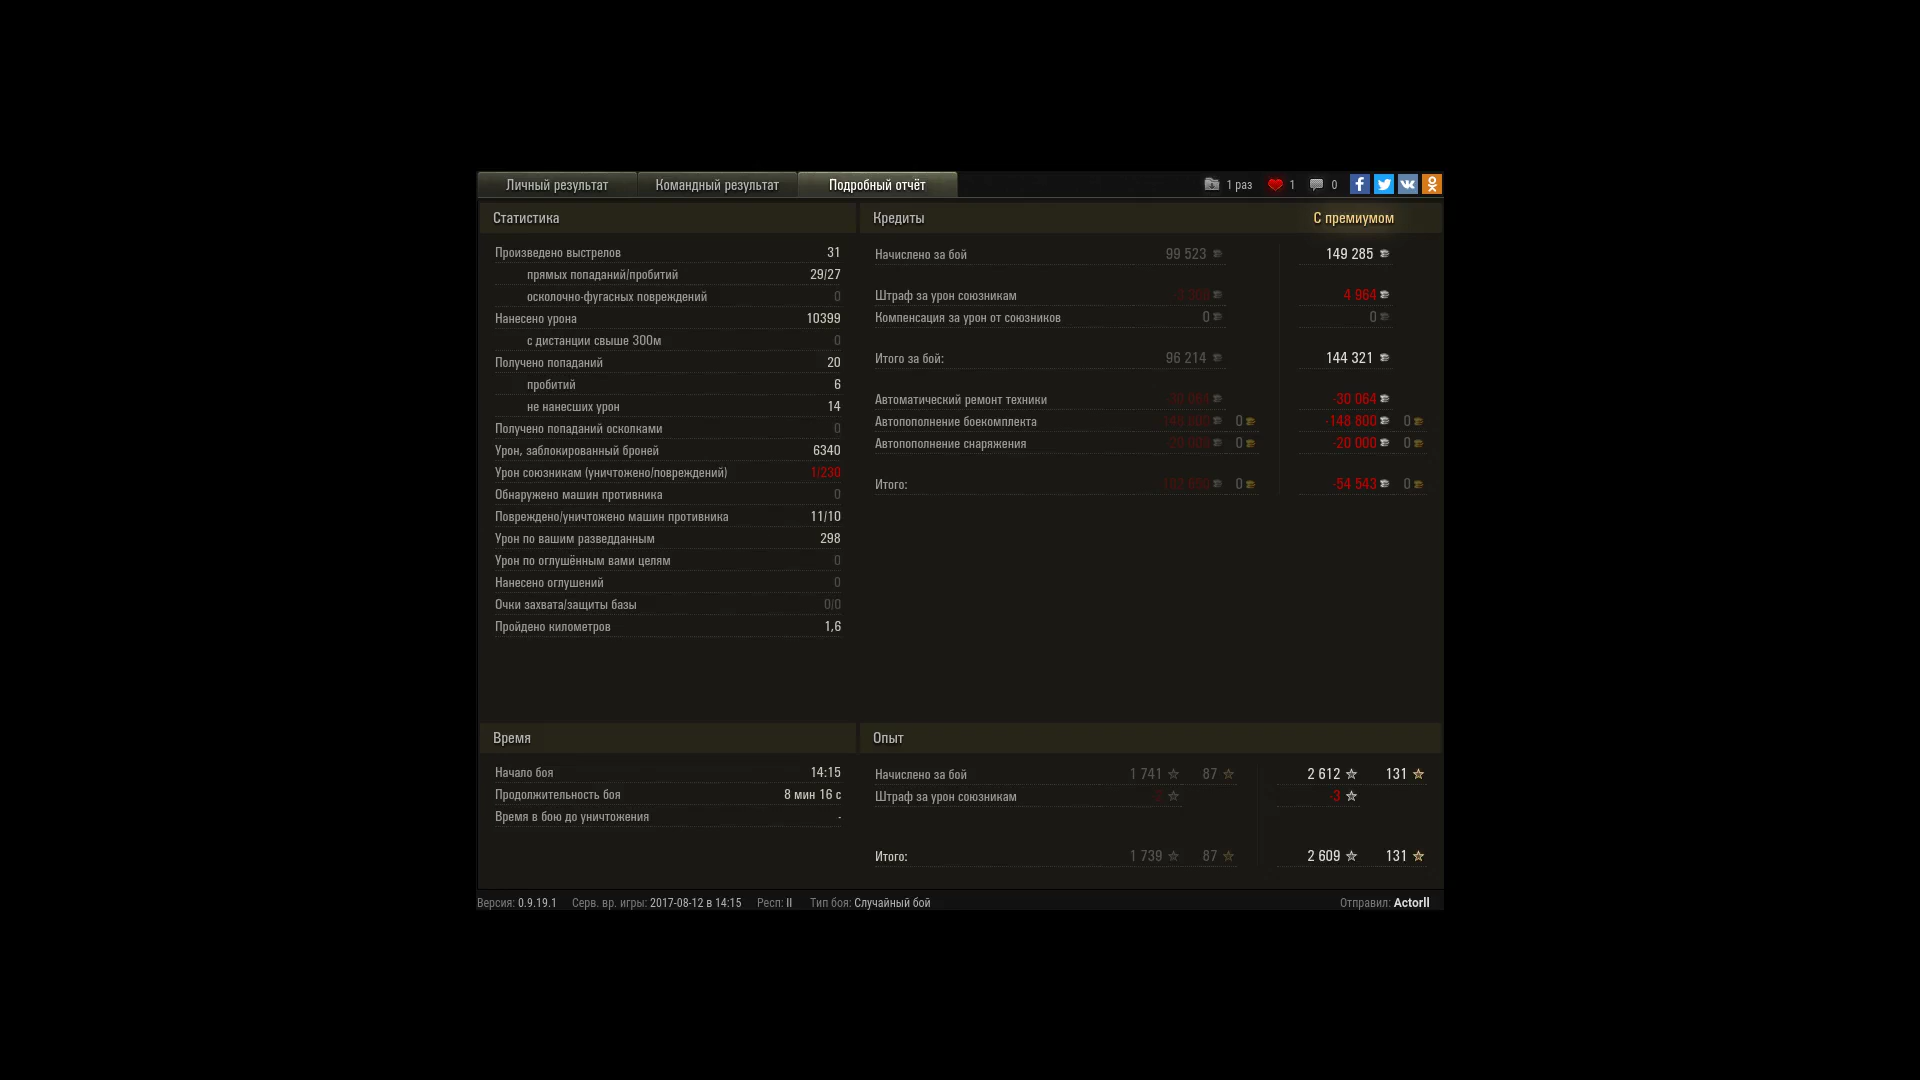 Личный результат Командный результат Подробный отчёт 1 раз 1 0
Статистика
Произведено выстрелов 31
прямых попаданий/пробитий 29/27
осколочно-фугасных повреждений 0
Нанесено урона 10399
с дистанции свыше 300м 0
Получено попаданий 20
пробитий 6
не нанесших урон 14
Получено попаданий осколками 0
Урон, заблокированный броней 6340
Урон союзникам (уничтожено/повреждений) 1/230
Обнаружено машин противника 0
Повреждено/уничтожено машин противника 11/10
Урон по вашим разведданным 298
Урон по оглушённым вами целям 0
Нанесено оглушений 0
Очки захвата/защиты базы 0/0
Пройдено километров 1,6
Кредиты С премиумом
Начислено за бой 99 523 149 285
Штраф за урон союзникам 4 964
Компенсация за урон от союзников 0 0
Итого за бой: 96 214 144 321
Автоматический ремонт техники -30 064 -30 064
Автопополнение боекомплекта -148 800 0 -148 800 0
Автопополнение снаряжения -20 000 0 -20 000 0
Итого: 0 -54 543 0
Время
Начало боя 14:15
Продолжительность боя 8 мин 16 с
Время в бою до уничтожения -
Опыт
Начислено за бой 1 741 87 2 612 131
Штраф за урон союзникам -3
Итого: 1 739 87 2 609 131
Версия: 0.9.19.1 Серв. вр. игры: 2017-08-12 в 14:15 Респ: II Тип боя: Случайный бой Отправил: Actorll